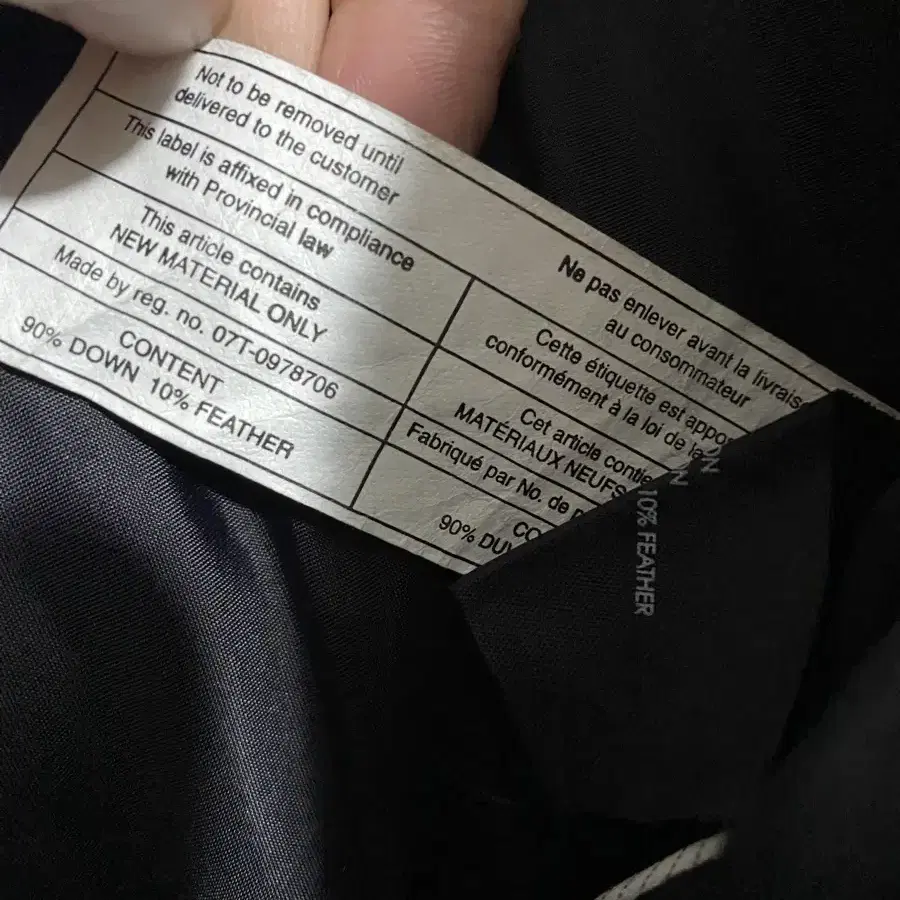 Not to be removed until
delivered to the customer
This label is affixed in compliance
with Provincial law
This article contains
NEW MATERIAL ONLY
Made by reg. no. 07T-0978706
CONTENT
90% DOWN 10% FEATHER
Ne pas enlever avant la livrais
au consommateur
Cette étiquette est appo
conformément à la loi de la
Cet article contie
MATÉRIAUX NEUFS
Fabriqué par No. de
CO
90% DUV
10% FEATHER